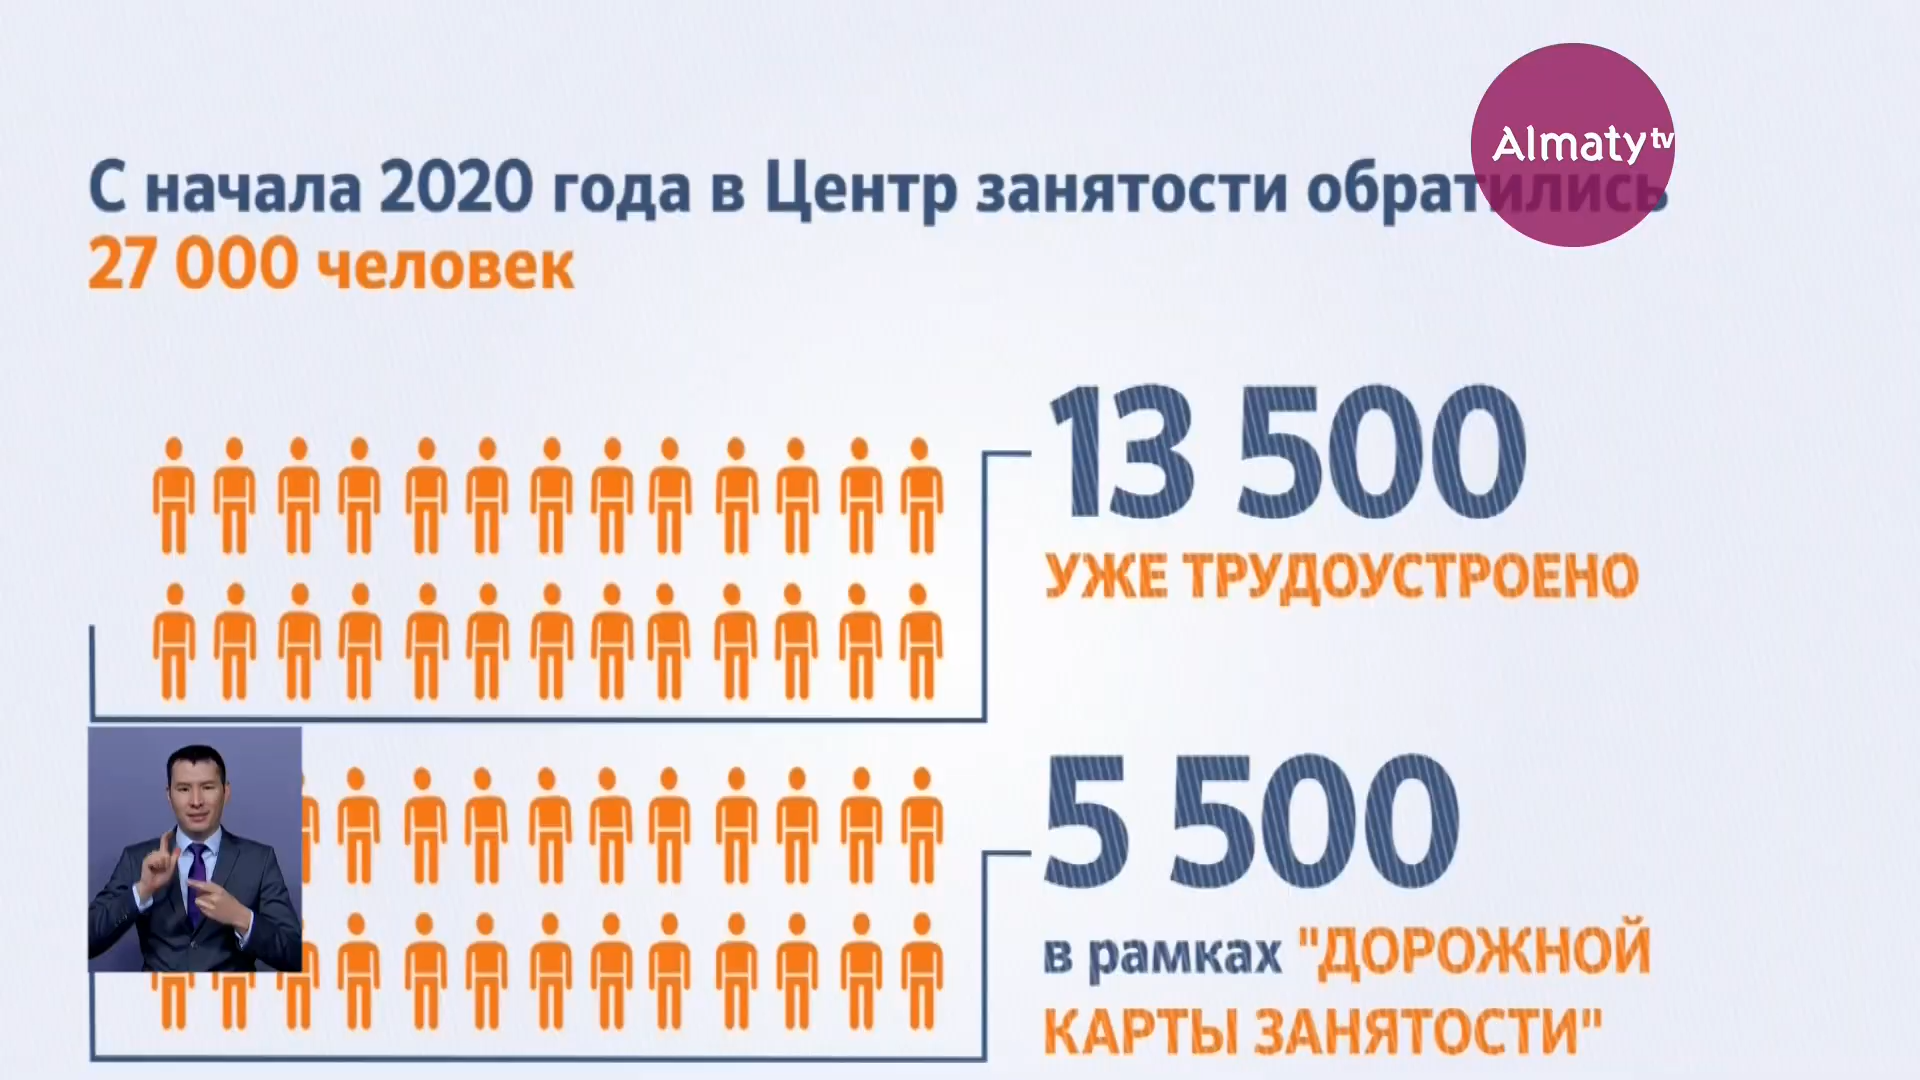 Almaty tv
С начала 2020 года в Центр занятости обратились
27 000 человек
13 500
УЖЕ ТРУДОУСТРОЕНО
5 500
в рамках "ДОРОЖНОЙ
КАРТЫ ЗАНЯТОСТИ"